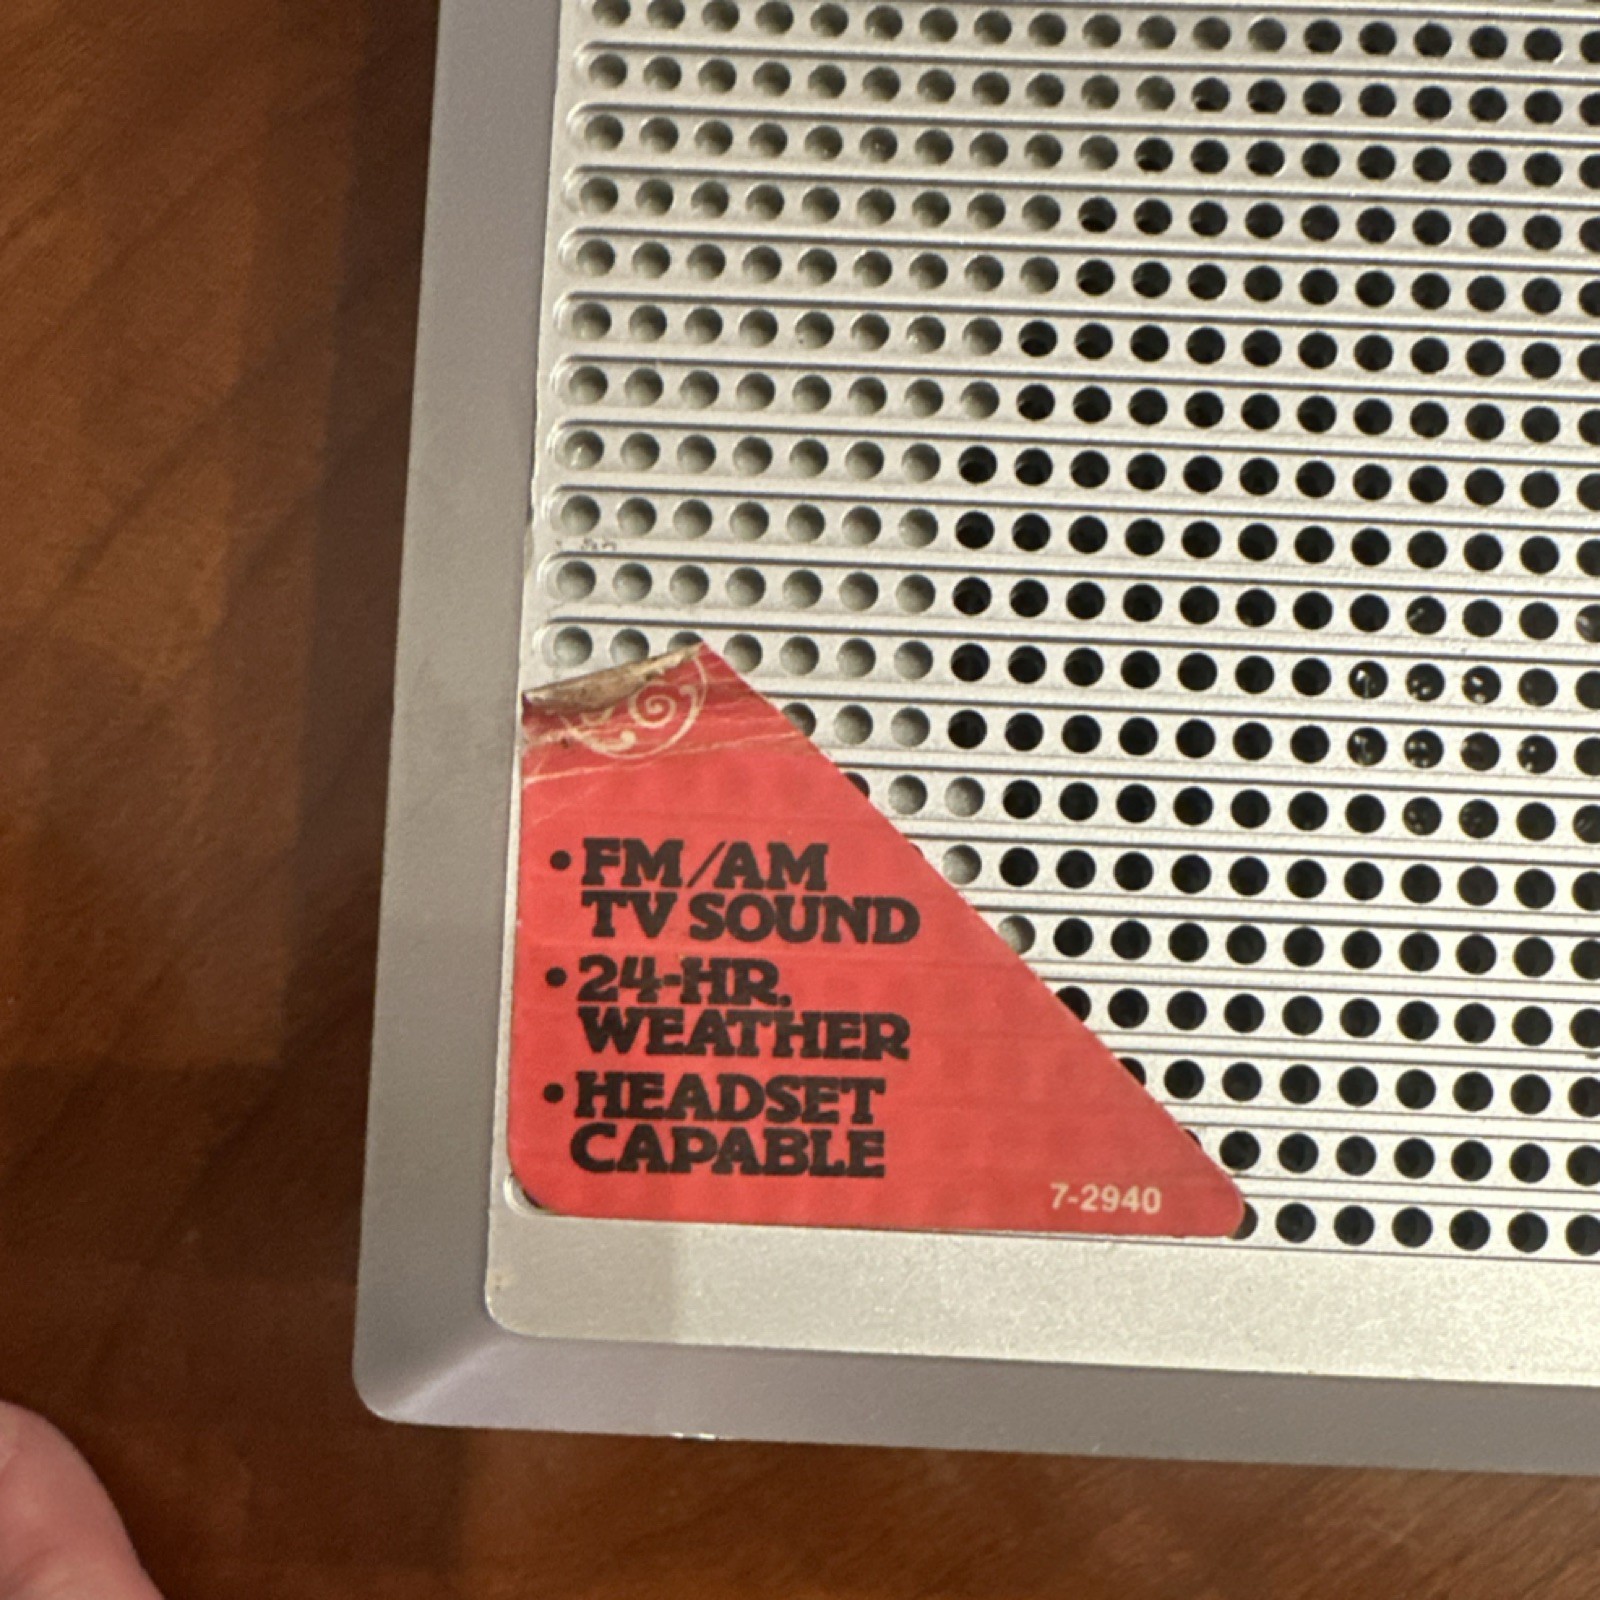 • FM/AM
TV SOUND
• 24-HR.
WEATHER
• HEADSET
CAPABLE
7-2940